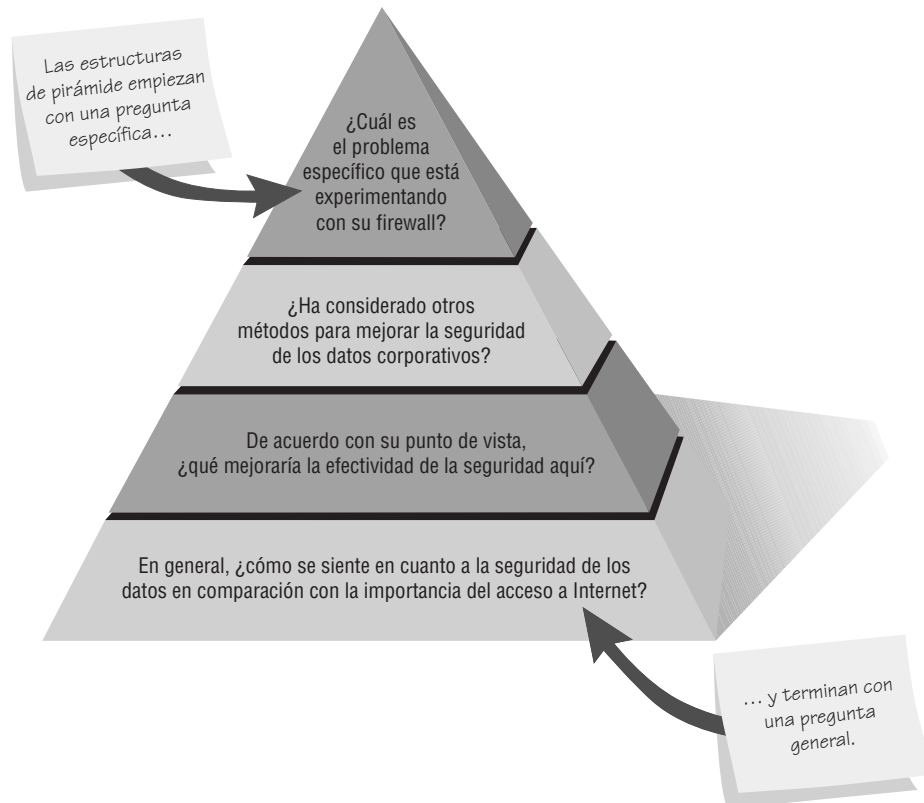 Las estructuras
de pirámide empiezan
con una pregunta
específica…
¿Cuál es
el problema
específico que está
experimentando
con su firewall?
¿Ha considerado otros
métodos para mejorar la seguridad
de los datos corporativos?
De acuerdo con su punto de vista,
¿qué mejoraría la efectividad de la seguridad aquí?
En general, ¿cómo se siente en cuanto a la seguridad de los
datos en comparación con la importancia del acceso a Internet?
… y terminan con
una pregunta
general.